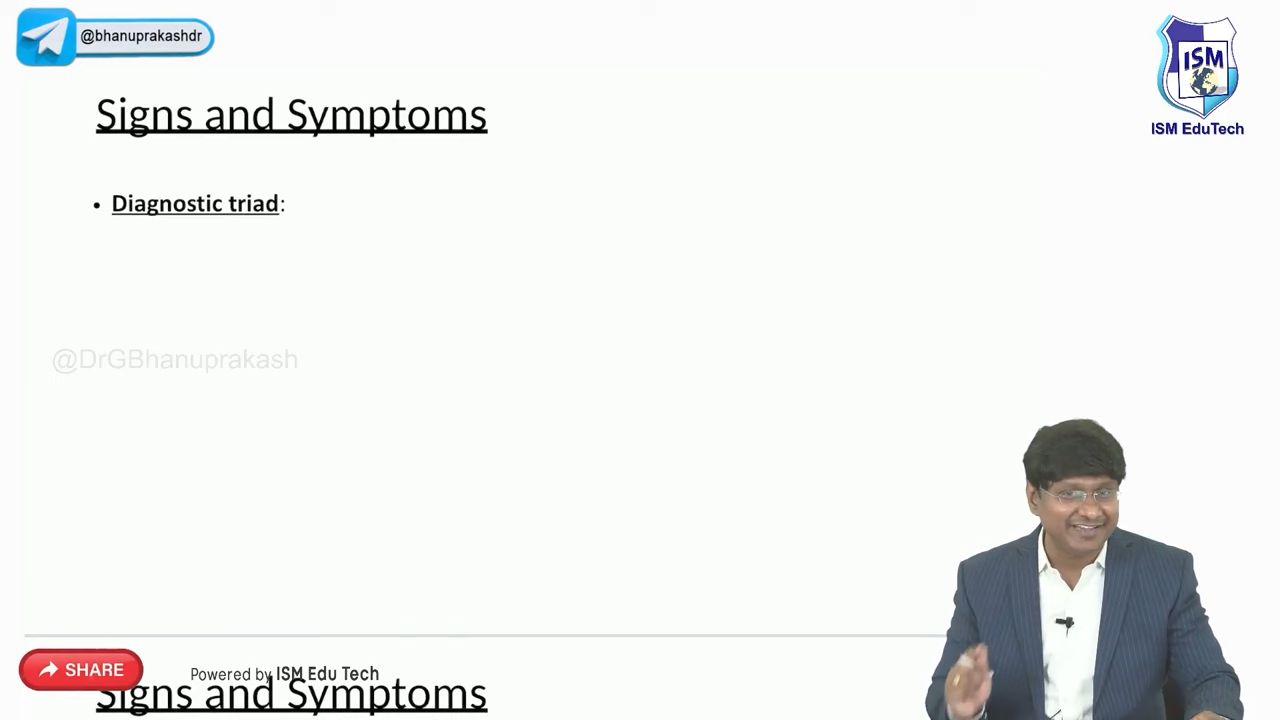 @bhanuprakashdr
ISM
ISM EduTech
Signs and Symptoms
• Diagnostic triad:
@DrGBhanuprakash
SHARE
Powered by ISM Edu Tech
Signs and Symptoms